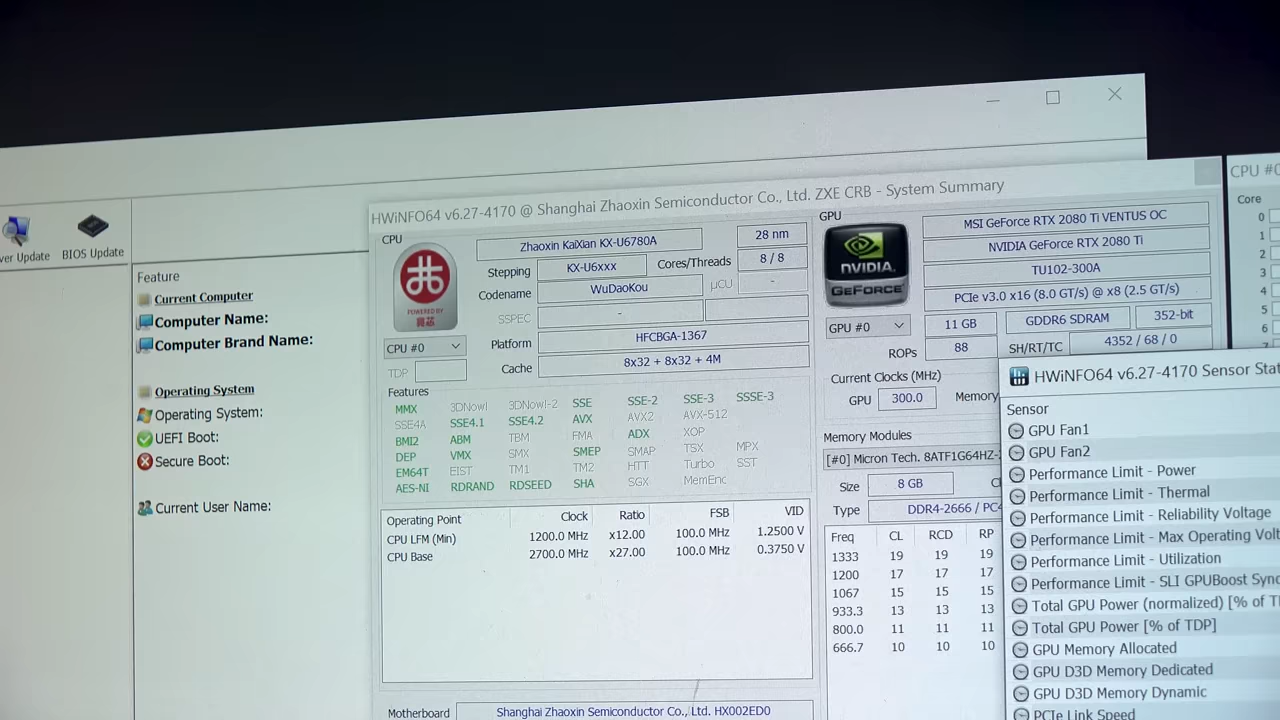 ver Update
BIOS Update
Feature
Current Computer
Computer Name:
Computer Brand Name:
Operating System
Operating System:
UEFI Boot:
Secure Boot:
Current User Name:
HWiNFO64 v6.27-4170 @ Shanghai Zhaoxin Semiconductor Co., Ltd. ZXE CRB - System Summary
CPU
POWERED BY
Zhaoxin KaiXian KX-U6780A
28 nm
Stepping
KX-U6xxx
Cores/Threads
8 / 8
Codename
WuDaoKou
µCU
-
SSPEC
-
CPU #0
Platform
HFCBGA-1367
TDP
Cache
8x32 + 8x32 + 4M
Features
MMX 3DNow! 3DNow!-2 SSE SSE-2 SSE-3 SSSE-3
SSE4A SSE4.1 SSE4.2 AVX AVX2 AVX-512
BMI2 ABM TBM FMA ADX XOP
DEP VMX SMX SMEP SMAP TSX MPX
EM64T EIST TM1 TM2 HTT Turbo SST
AES-NI RDRAND RDSEED SHA SGX MemEnc
Operating Point Clock Ratio FSB VID
CPU LFM (Min) 1200.0 MHz x12.00 100.0 MHz 1.2500 V
CPU Base 2700.0 MHz x27.00 100.0 MHz 0.3750 V
Motherboard
Shanghai Zhaoxin Semiconductor Co., Ltd. HX002ED0
GPU
NVIDIA
GEFORCE
MSI GeForce RTX 2080 Ti VENTUS OC
NVIDIA GeForce RTX 2080 Ti
TU102-300A
PCIe v3.0 x16 (8.0 GT/s) @ x8 (2.5 GT/s)
GPU #0
11 GB
GDDR6 SDRAM
352-bit
ROPs
88
SH/RT/TC
4352 / 68 / 0
Current Clocks (MHz)
GPU
300.0
Memory
Memory Modules
[#0] Micron Tech. 8ATF1G64HZ-
Size
8 GB
Type
DDR4-2666 / PC4
Freq CL RCD RP
1333 19 19 19
1200 17 17 17
1067 15 15 15
933.3 13 13 13
800.0 11 11 11
666.7 10 10 10
CPU #0
Core
0
1
2
3
4
5
6
HWiNFO64 v6.27-4170 Sensor Stat
Sensor
GPU Fan1
GPU Fan2
Performance Limit - Power
Performance Limit - Thermal
Performance Limit - Reliability Voltage
Performance Limit - Max Operating Volt
Performance Limit - Utilization
Performance Limit - SLI GPUBoost Sync
Total GPU Power (normalized) [% of T
Total GPU Power [% of TDP]
GPU Memory Allocated
GPU D3D Memory Dedicated
GPU D3D Memory Dynamic
PCIe Link Speed